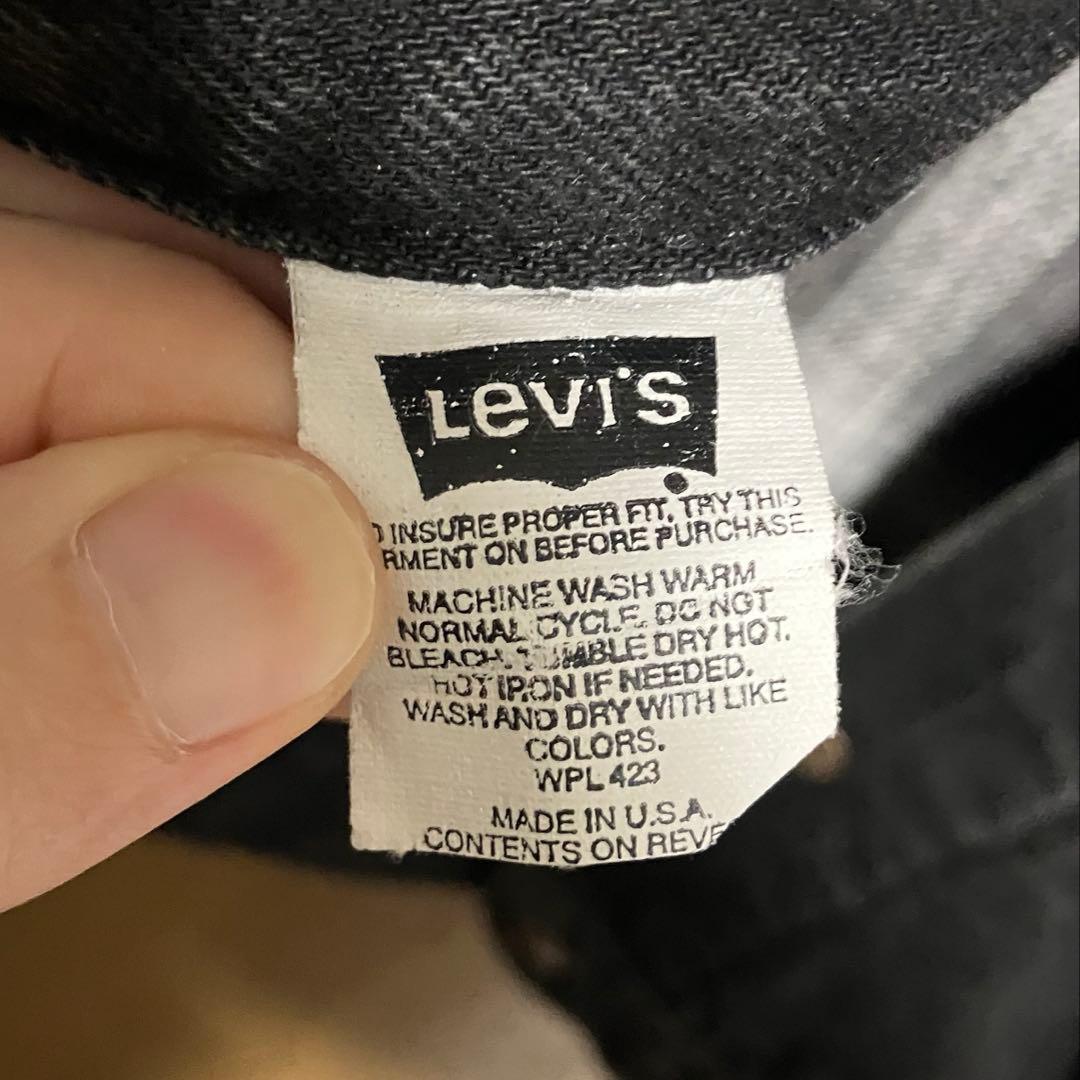 Levi's
O INSURE PROPER FIT, TRY THIS
RMENT ON BEFORE PURCHASE.
MACHINE WASH WARM
NORMAL CYCLE. DO NOT
BLEACH. TUMBLE DRY HOT.
HOT IRON IF NEEDED.
WASH AND DRY WITH LIKE
COLORS.
WPL 423
MADE IN U.S.A.
CONTENTS ON REVE